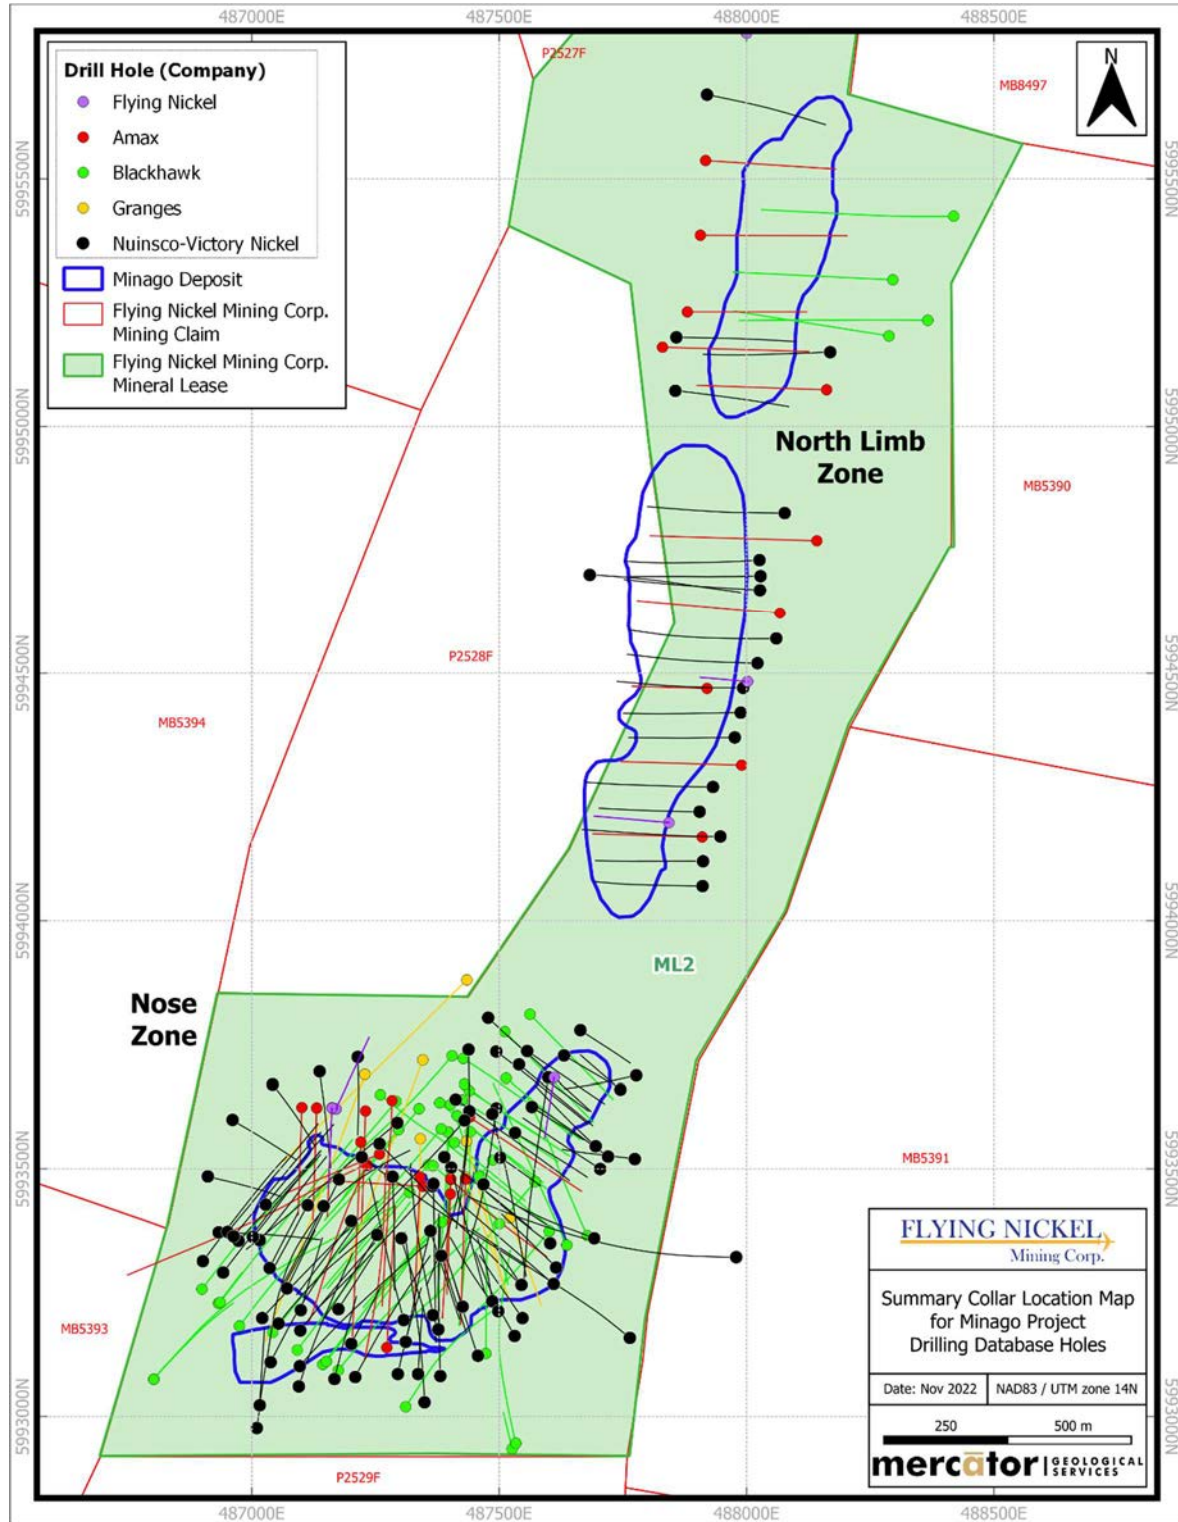 487000E
487500E
488000E
488500E
Drill Hole (Company)
Flying Nickel
Amax
Blackhawk
Granges
Nuinsco-Victory Nickel
Minago Deposit
Flying Nickel Mining Corp.
Mining Claim
Flying Nickel Mining Corp.
Mineral Lease
P2527F
N
MB8497
5995500N
5995500N
5995000N
5995000N
North Limb
Zone
MB5390
P2528F
MB5394
5994500N
5994500N
5994000N
5994000N
ML2
Nose
Zone
5993500N
5993500N
MB5391
MB5393
FLYING NICKEL
Mining Corp.
Summary Collar Location Map
for Minago Project
Drilling Database Holes
Date: Nov 2022
NAD83 / UTM zone 14N
250
500 m
mercātor GEOLOGICAL
SERVICES
5993000N
5993000N
P2529F
487000E
487500E
488000E
488500E